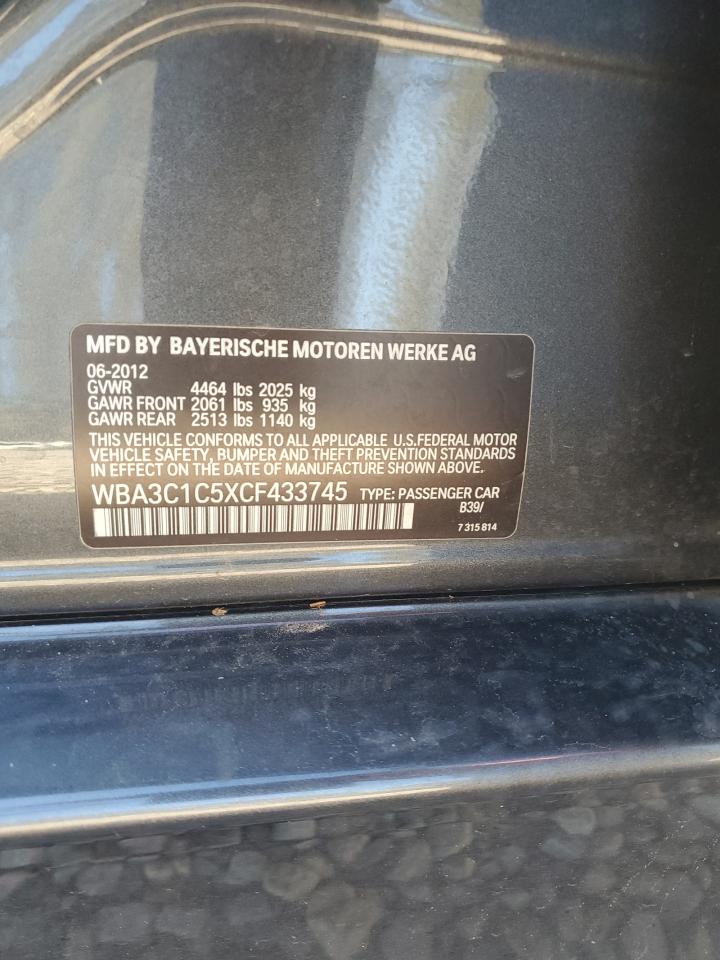 MFD BY BAYERISCHE MOTOREN WERKE AG
06-2012
GVWR 4464 lbs 2025 kg
GAWR FRONT 2061 lbs 935 kg
GAWR REAR 2513 lbs 1140 kg
THIS VEHICLE CONFORMS TO ALL APPLICABLE U.S.FEDERAL MOTOR
VEHICLE SAFETY, BUMPER AND THEFT PREVENTION STANDARDS
IN EFFECT ON THE DATE OF MANUFACTURE SHOWN ABOVE.
WBA3C1C5XCF433745 TYPE: PASSENGER CAR
B39/
7 315 814